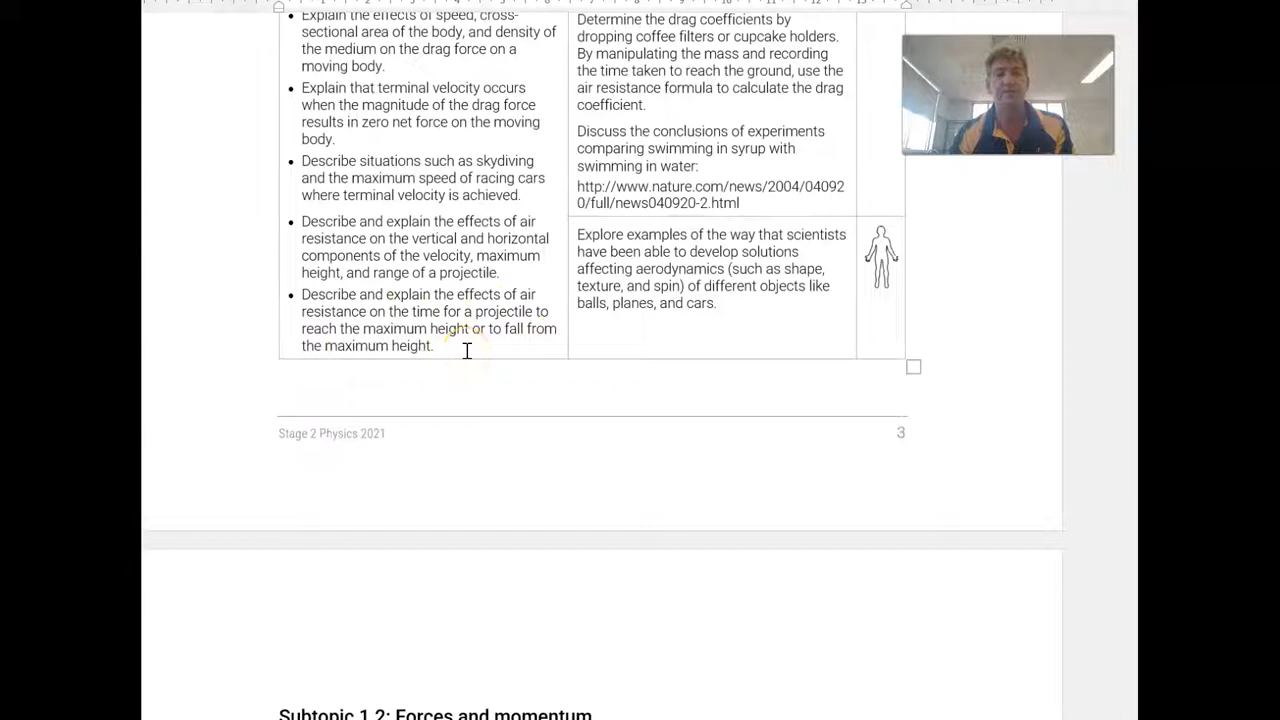 Explain the effects of speed, cross-
sectional area of the body, and density of
the medium on the drag force on a
moving body.
Explain that terminal velocity occurs
when the magnitude of the drag force
results in zero net force on the moving
body.
Describe situations such as skydiving
and the maximum speed of racing cars
where terminal velocity is achieved.
Describe and explain the effects of air
resistance on the vertical and horizontal
components of the velocity, maximum
height, and range of a projectile.
Describe and explain the effects of air
resistance on the time for a projectile to
reach the maximum height or to fall from
the maximum height.
Determine the drag coefficients by
dropping coffee filters or cupcake holders.
By manipulating the mass and recording
the time taken to reach the ground, use the
air resistance formula to calculate the drag
coefficient.
Discuss the conclusions of experiments
comparing swimming in syrup with
swimming in water:
http://www.nature.com/news/2004/04092
0/full/news040920-2.html
Explore examples of the way that scientists
have been able to develop solutions
affecting aerodynamics (such as shape,
texture, and spin) of different objects like
balls, planes, and cars.
Stage 2 Physics 2021
3
Subtopic 1.2: Forces and momentum